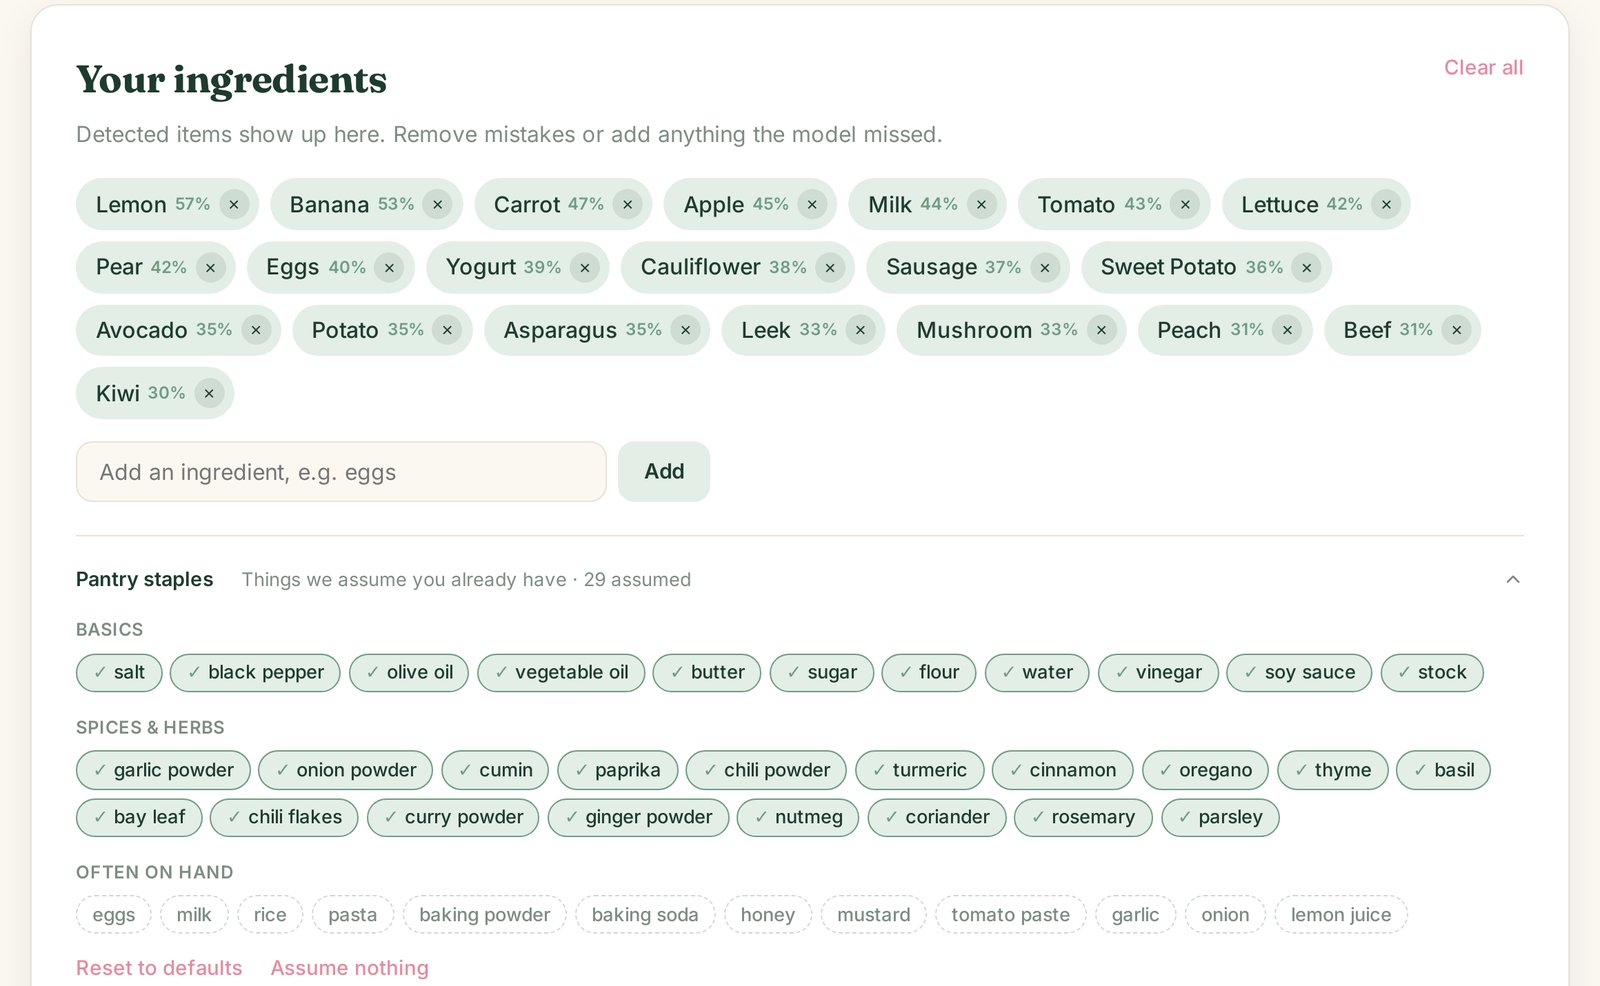 Your ingredients
Clear all
Detected items show up here. Remove mistakes or add anything the model missed.
Lemon 57% × Banana 53% × Carrot 47% × Apple 45% × Milk 44% × Tomato 43% × Lettuce 42% ×
Pear 42% × Eggs 40% × Yogurt 39% × Cauliflower 38% × Sausage 37% × Sweet Potato 36% ×
Avocado 35% × Potato 35% × Asparagus 35% × Leek 33% × Mushroom 33% × Peach 31% × Beef 31% ×
Kiwi 30% ×
Add an ingredient, e.g. eggs Add
Pantry staples Things we assume you already have · 29 assumed
BASICS
✓ salt ✓ black pepper ✓ olive oil ✓ vegetable oil ✓ butter ✓ sugar ✓ flour ✓ water ✓ vinegar ✓ soy sauce ✓ stock
SPICES & HERBS
✓ garlic powder ✓ onion powder ✓ cumin ✓ paprika ✓ chili powder ✓ turmeric ✓ cinnamon ✓ oregano ✓ thyme ✓ basil
✓ bay leaf ✓ chili flakes ✓ curry powder ✓ ginger powder ✓ nutmeg ✓ coriander ✓ rosemary ✓ parsley
OFTEN ON HAND
eggs milk rice pasta baking powder baking soda honey mustard tomato paste garlic onion lemon juice
Reset to defaults Assume nothing